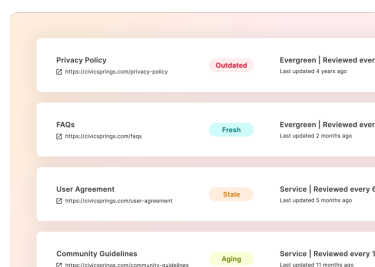 Privacy Policy
https://civicsprings.com/privacy-policy
Outdated
Evergreen | Reviewed ever
Last updated 4 years ago
FAQs
https://civicsprings.com/faqs
Fresh
Evergreen | Reviewed ever
Last updated 2 months ago
User Agreement
https://civicsprings.com/user-agreement
Stale
Service | Reviewed every 6
Last updated 5 months ago
Community Guidelines
https://civicsprings.com/community-guidelines
Aging
Service | Reviewed every 1
Last updated 11 months ago